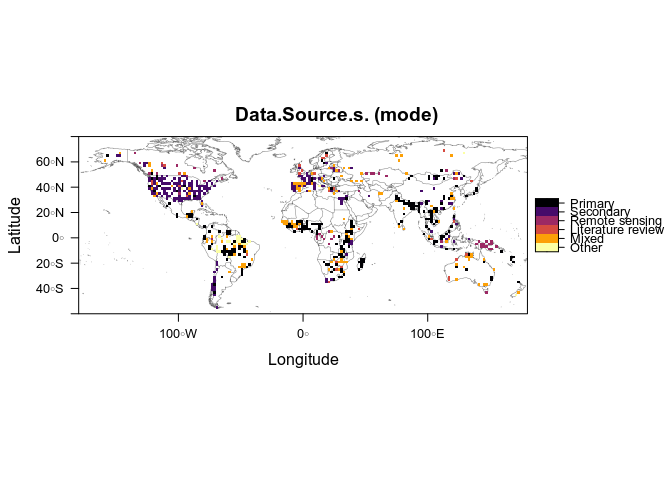 Data.Source.s. (mode)
60°N
40°N
20°N
0°
20°S
40°S
Latitude
100°W
0°
100°E
Longitude
Primary
Secondary
Remote sensing
Literature review
Mixed
Other